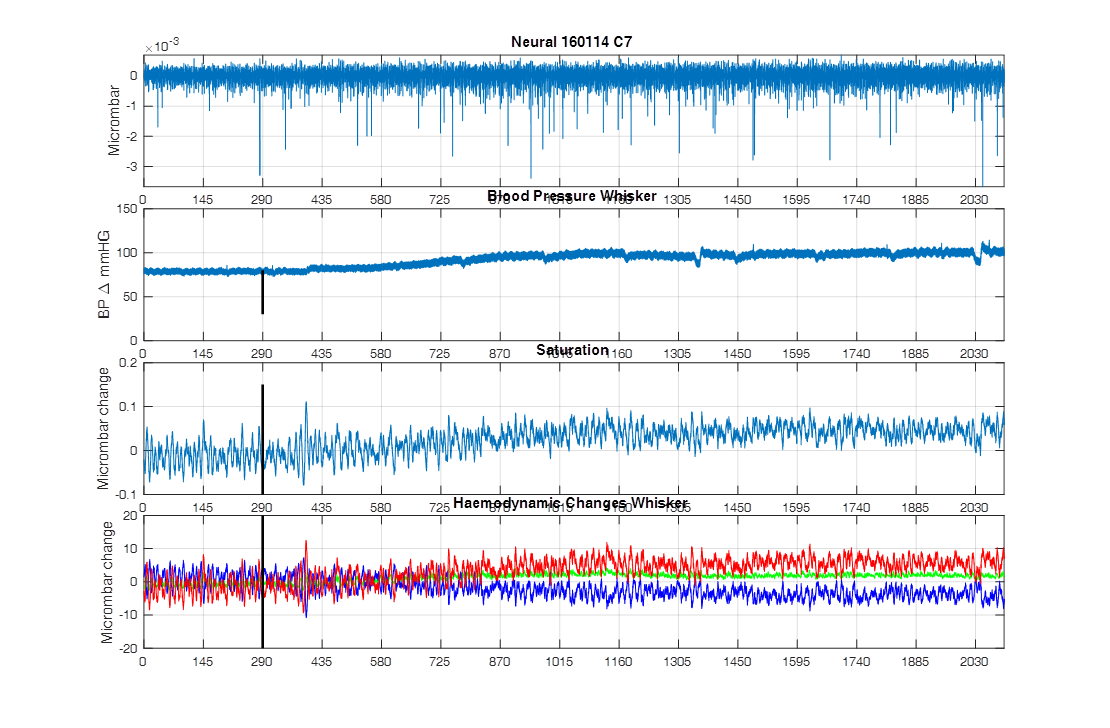 ×10-3
Neural 160114 C7
Micrombar
0
-1
-2
-3
0 145 290 435 580 725 870 1015 1160 1305 1450 1595 1740 1885 2030
Blood Pressure Whisker
BP Δ mmHG
150
100
50
0
0 145 290 435 580 725 870 1015 1160 1305 1450 1595 1740 1885 2030
Saturation
Micrombar change
0.2
0.1
0
-0.1
0 145 290 435 580 725 870 1015 1160 1305 1450 1595 1740 1885 2030
Haemodynamic Changes Whisker
Micrombar change
20
10
0
-10
-20
0 145 290 435 580 725 870 1015 1160 1305 1450 1595 1740 1885 2030